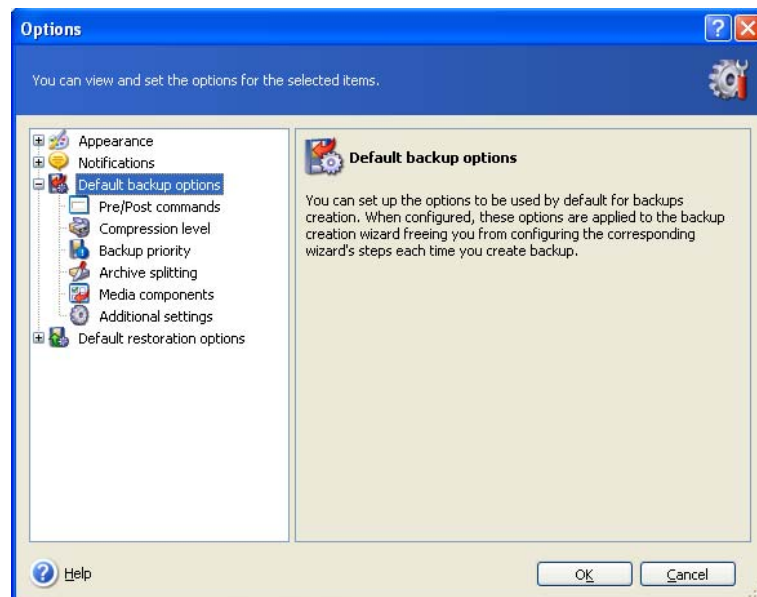 Options
You can view and set the options for the selected items.
Appearance
Notifications
Default backup options
Pre/Post commands
Compression level
Backup priority
Archive splitting
Media components
Additional settings
Default restoration options
Default backup options
You can set up the options to be used by default for backups
creation. When configured, these options are applied to the backup
creation wizard freeing you from configuring the corresponding
wizard's steps each time you create backup.
Help
OK
Cancel